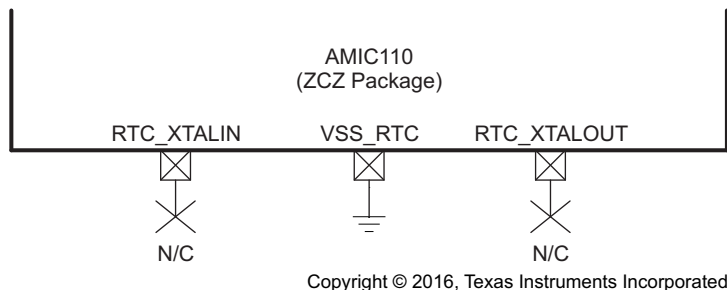 AMIC110
(ZCZ Package)
RTC_XTALIN VSS_RTC RTC_XTALOUT
N/C N/C
Copyright © 2016, Texas Instruments Incorporated